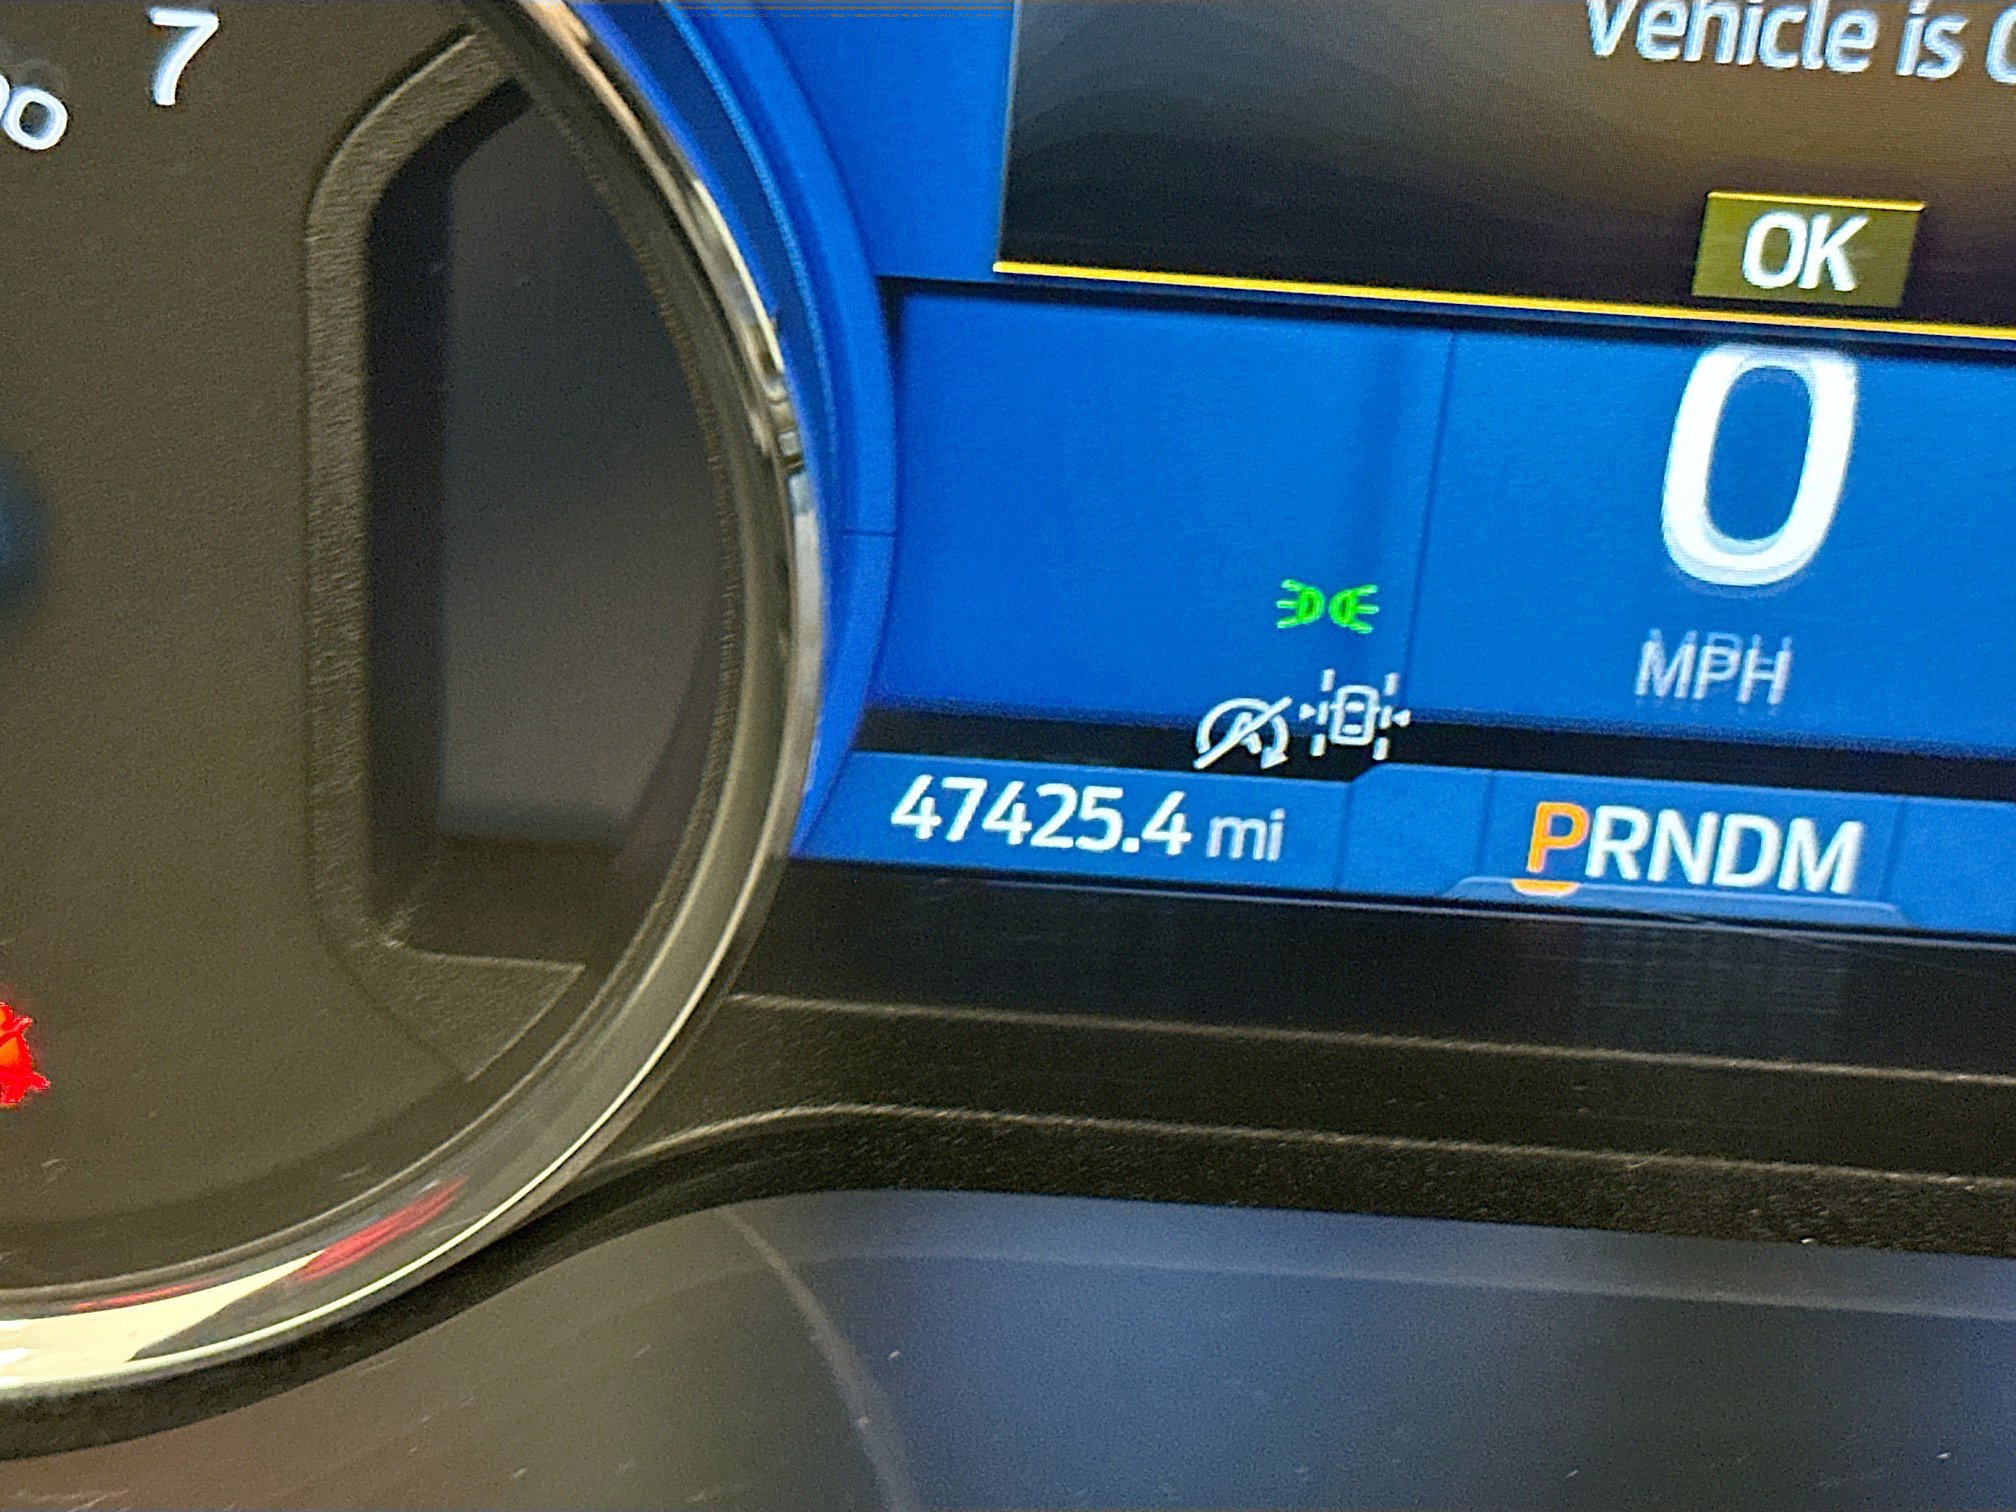 7
Vehicle is
OK
0
MPH
47425.4 mi
PRNDM